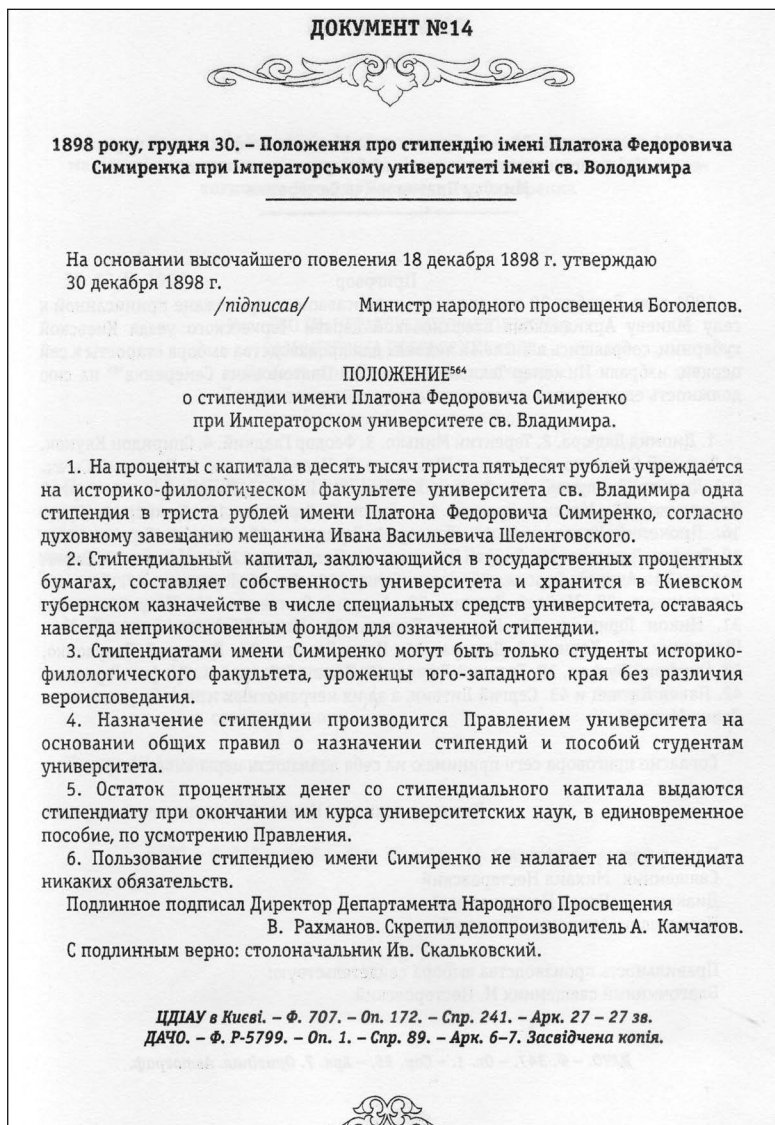 ДОКУМЕНТ №14
1898 року, грудня 30. – Положення про стипендію імені Платона Федоровича
Симиренка при Імператорському університеті імені св. Володимира
На основании высочайшего повеления 18 декабря 1898 г. утверждаю
30 декабря 1898 г.
/підписав/ Министр народного просвещения Боголепов.
ПОЛОЖЕНИЕ⁵⁶⁴
о стипендии имени Платона Федоровича Симиренко
при Императорском университете св. Владимира.
1. На проценты с капитала в десять тысяч триста пятьдесят рублей учреждается
на историко-филологическом факультете университета св. Владимира одна
стипендия в триста рублей имени Платона Федоровича Симиренко, согласно
духовному завещанию мещанина Ивана Васильевича Шеленговского.
2. Стипендиальный капитал, заключающий в государственных процентных
бумагах, оставляет собственность университета и хранится в Киевском
губернском казначействе в числе специальных средств университета, оставаясь
навсегда неприкосновенным фондом для означенной стипендии.
3. Стипендиатами имени Симиренко могут быть только студенты историко-
филологического факультета, уроженцы юго-западного края без различия
вероисповедания.
4. Назначение стипендии производится Правлением университета на
основании общих правил о назначении стипендий и пособий студентам
университета.
5. Остаток процентных денег со стипендиального капитала выдаются
стипендиату при окончании им курса университетских наук, в единовременное
пособие, по усмотрению Правления.
6. Пользование стипендиею имени Симиренко не налагает на стипендиата
никаких обязательств.
Подлинное подписал Директор Департамента Народного Просвещения
В. Рахманов. Скрепил делопроизводитель А. Камчатов.
С подлинным верно: столоначальник Ив. Скальковский.
ЦДІАУ в Києві. – Ф. 707. – Оп. 172. – Спр. 241. – Арк. 27 – 27 зв.
ДАЧО. – Ф. Р-5799. – Оп. 1. – Спр. 89. – Арк. 6–7. Засвідчена копія.